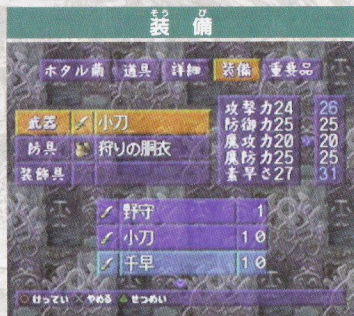 そう び
装 備
ホタル繭 道具 詳細 装備 重要品
武器 小刀
防具 狩りの胴衣
装飾具
攻撃力24 26
防御力25 25
魔攻力20 20
魔防力25 25
素早さ27 31
野守 1
小刀 10
千早 10
○けってい ×やめる △せつめい